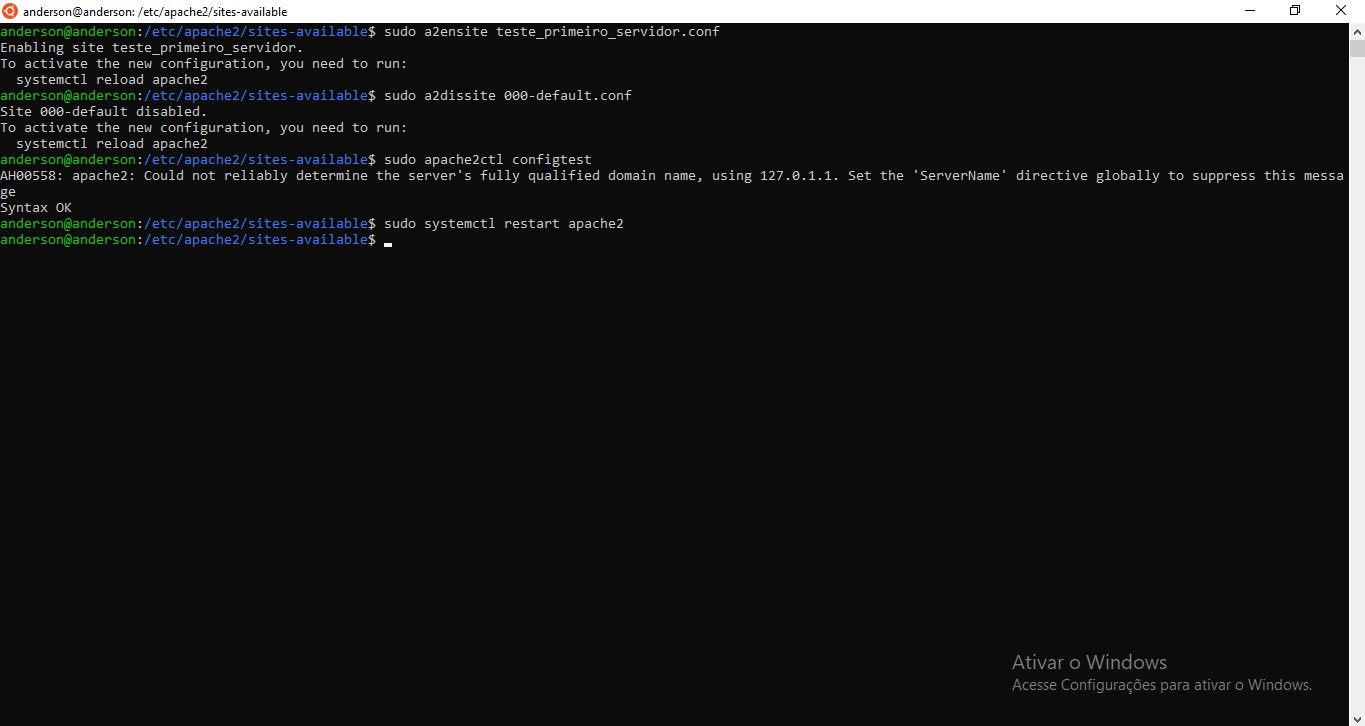 anderson@anderson: /etc/apache2/sites-available
anderson@anderson:/etc/apache2/sites-available$ sudo a2ensite teste_primeiro_servidor.conf
Enabling site teste_primeiro_servidor.
To activate the new configuration, you need to run:
  systemctl reload apache2
anderson@anderson:/etc/apache2/sites-available$ sudo a2dissite 000-default.conf
Site 000-default disabled.
To activate the new configuration, you need to run:
  systemctl reload apache2
anderson@anderson:/etc/apache2/sites-available$ sudo apache2ctl configtest
AH00558: apache2: Could not reliably determine the server's fully qualified domain name, using 127.0.1.1. Set the 'ServerName' directive globally to suppress this messa
ge
Syntax OK
anderson@anderson:/etc/apache2/sites-available$ sudo systemctl restart apache2
anderson@anderson:/etc/apache2/sites-available$
Ativar o Windows
Acesse Configurações para ativar o Windows.